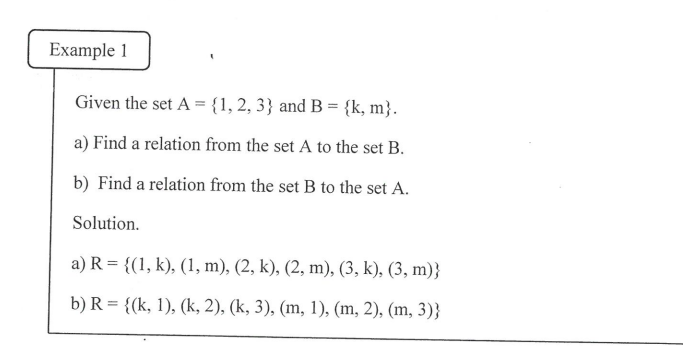 Example 1
Given the set A = {1, 2, 3} and B = {k, m}.
a) Find a relation from the set A to the set B.
b) Find a relation from the set B to the set A.
Solution.
a) R = {(1, k), (1, m), (2, k), (2, m), (3, k), (3, m)}
b) R = {(k, 1), (k, 2), (k, 3), (m, 1), (m, 2), (m, 3)}